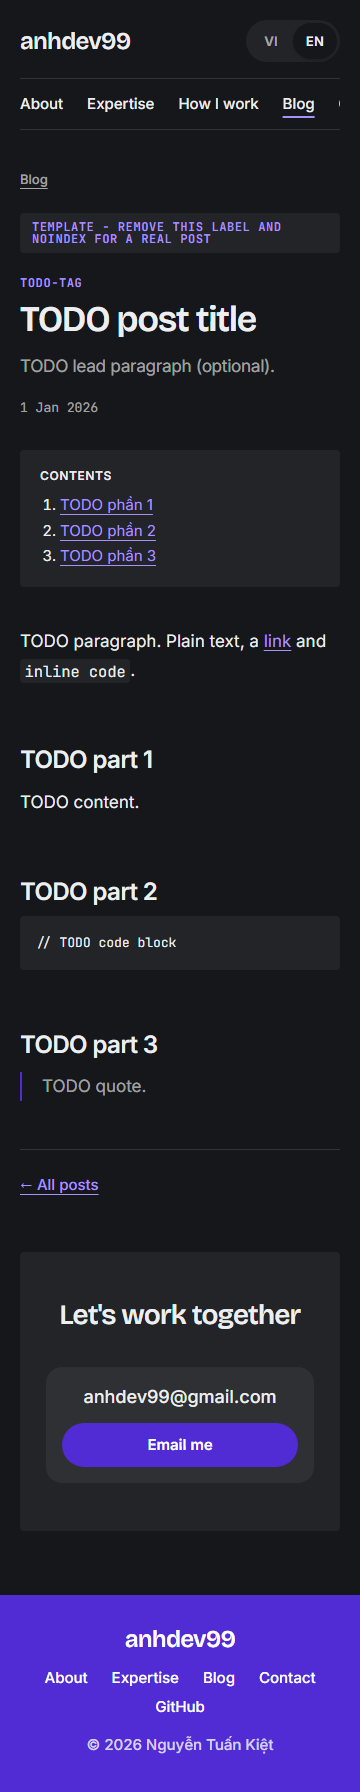 anhdev99
VI EN
About Expertise How I work Blog
Blog
TEMPLATE - REMOVE THIS LABEL AND
NOINDEX FOR A REAL POST
TODO-TAG
TODO post title
TODO lead paragraph (optional).
1 Jan 2026
CONTENTS
1. TODO phần 1
2. TODO phần 2
3. TODO phần 3
TODO paragraph. Plain text, a link and
inline code.
TODO part 1
TODO content.
TODO part 2
// TODO code block
TODO part 3
TODO quote.
← All posts
Let's work together
anhdev99@gmail.com
Email me
anhdev99
About Expertise Blog Contact
GitHub
© 2026 Nguyễn Tuấn Kiệt